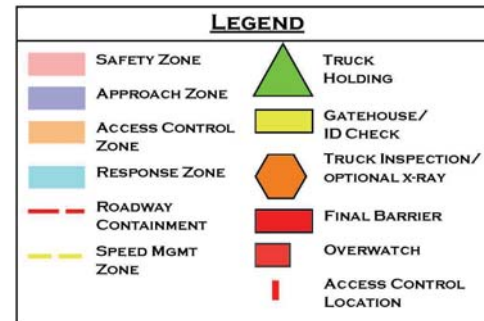 LEGEND
SAFETY ZONE
APPROACH ZONE
ACCESS CONTROL
ZONE
RESPONSE ZONE
ROADWAY
CONTAINMENT
SPEED MGMT
ZONE
TRUCK
HOLDING
GATEHOUSE/
ID CHECK
TRUCK INSPECTION/
OPTIONAL X-RAY
FINAL BARRIER
OVERWATCH
ACCESS CONTROL
LOCATION